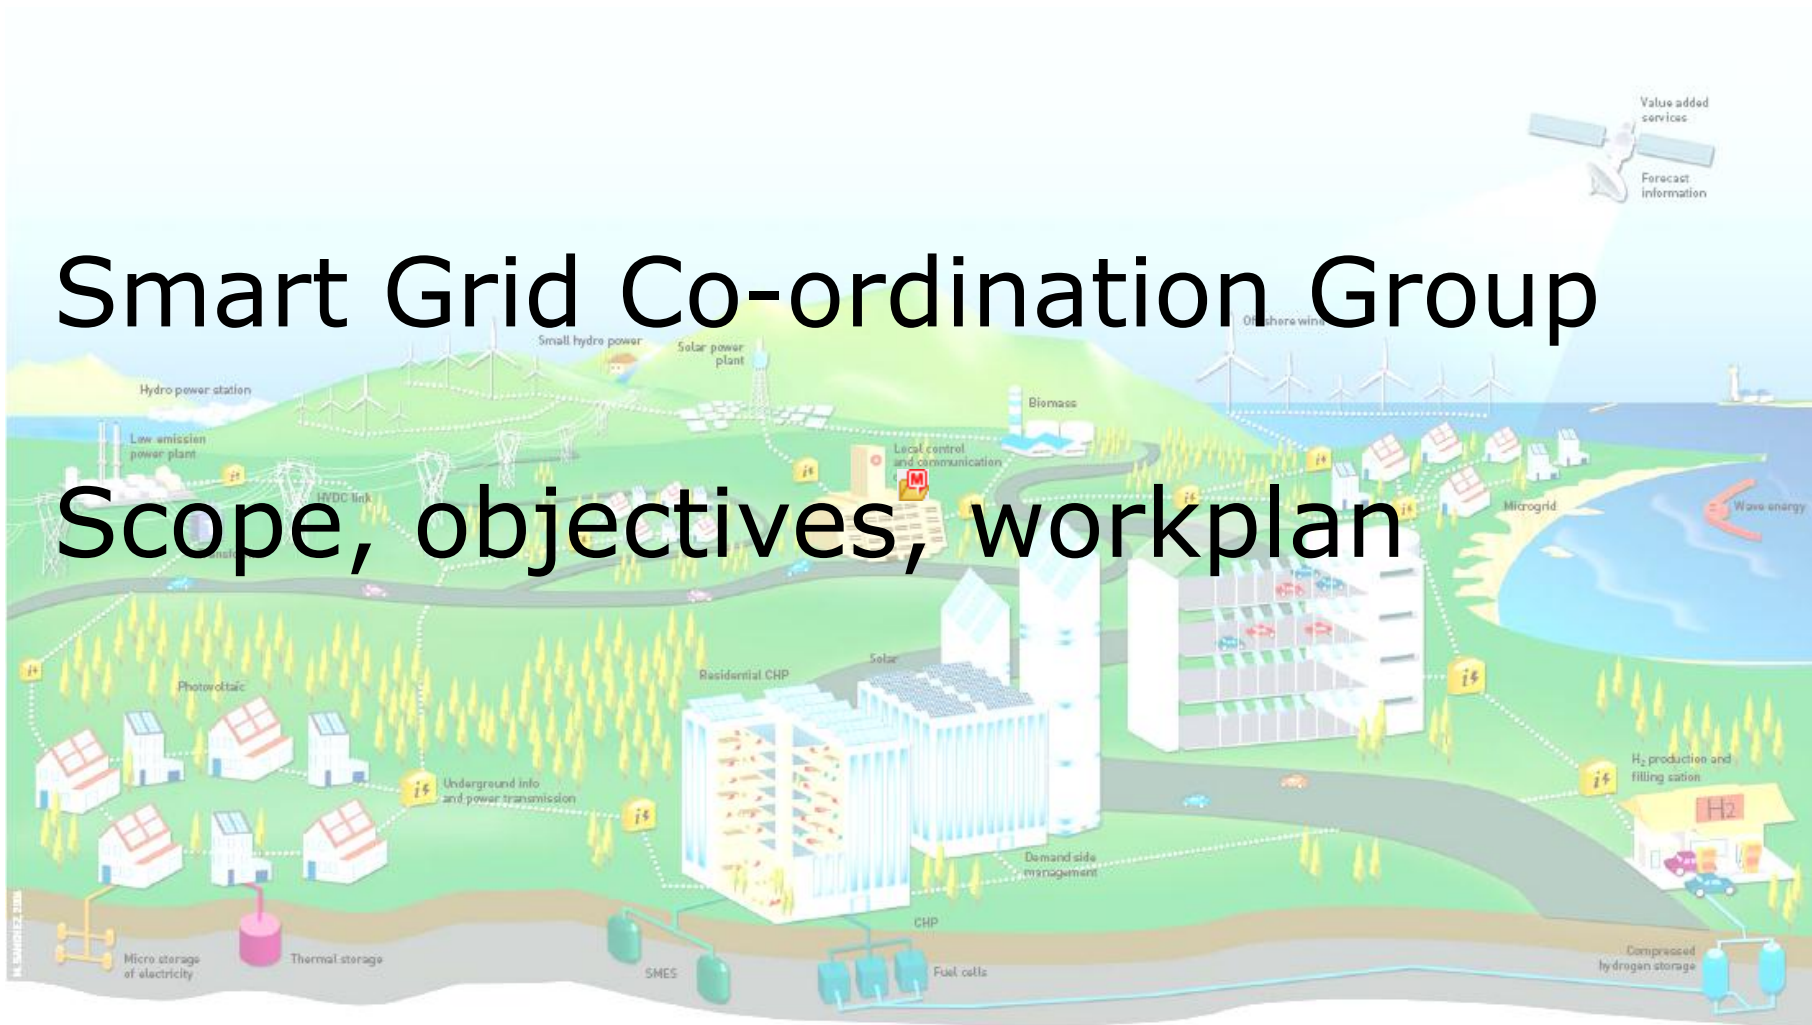 Value added
services
Forecast
information
Smart Grid Co-ordination Group
Offshore wind
Small hydro power
Solar power
plant
Hydro power station
Biomass
Low emission
power plant
Local control
and communication
M
HVDC link
Scope, objectives, workplan
Microgrid
Wave energy
Solar
Residential CHP
Photovoltaic
H₂ production and
filling sation
Underground info
and power transmission
H2
Demand side
management
CHP
Micro storage
of electricity
Thermal storage
SMES
Fuel cells
Compressed
hydrogen storage